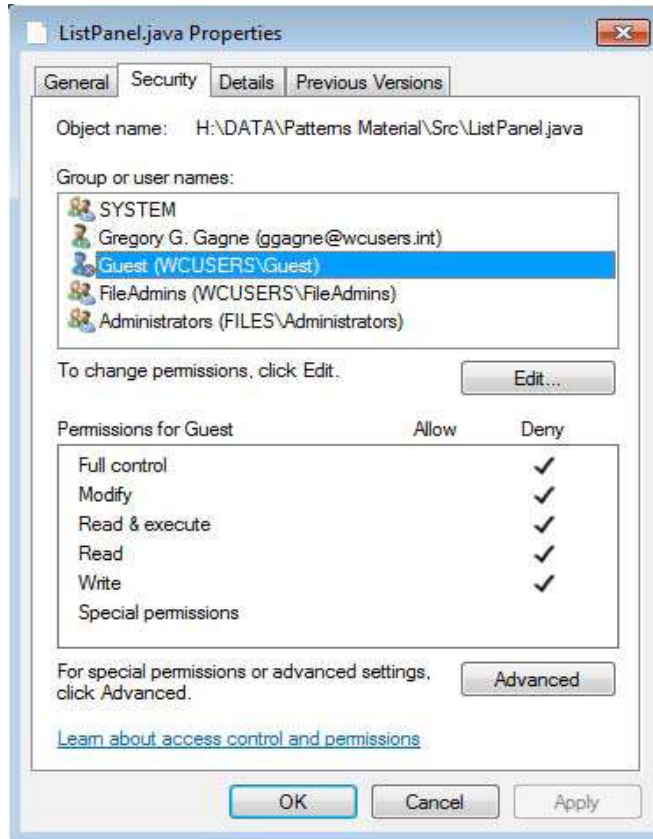 ListPanel.java Properties
General Security Details Previous Versions
Object name: H:\DATA\Patterns Material\Src\ListPanel.java
Group or user names:
SYSTEM
Gregory G. Gagne (ggagne@wcusers.int)
Guest (WCUSERS\Guest)
FileAdmins (WCUSERS\FileAdmins)
Administrators (FILES\Administrators)
To change permissions, click Edit.
Edit...
Permissions for Guest Allow Deny
Full control
Modify
Read & execute
Read
Write
Special permissions
For special permissions or advanced settings,
click Advanced.
Advanced
Learn about access control and permissions
OK Cancel Apply